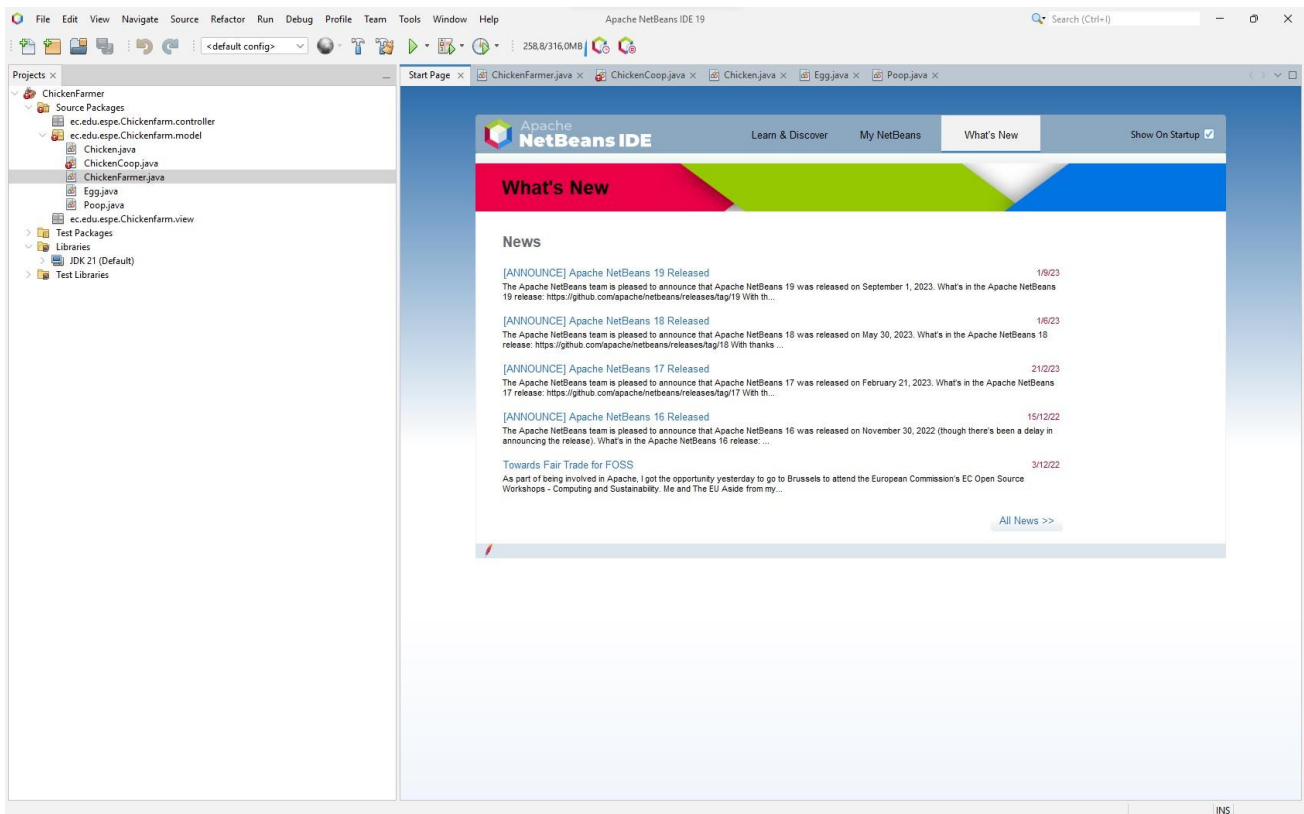 File Edit View Navigate Source Refactor Run Debug Profile Team Tools Window Help Apache NetBeans IDE 19 Search (Ctrl+I)
<default config> 258,8/316,0MB
Projects
Start Page ChickenFarmer.java ChickenCoop.java Chicken.java Egg.java Poop.java
ChickenFarmer
Source Packages
ec.edu.espe.Chickenfarm.controller
ec.edu.espe.Chickenfarm.model
Chicken.java
ChickenCoop.java
ChickenFarmer.java
Egg.java
Poop.java
ec.edu.espe.Chickenfarm.view
Test Packages
Libraries
JDK 21 (Default)
Test Libraries
Apache
NetBeans IDE
Learn & Discover My NetBeans What's New Show On Startup
What's New
News
[ANNOUNCE] Apache NetBeans 19 Released 1/9/23
The Apache NetBeans team is pleased to announce that Apache NetBeans 19 was released on September 1, 2023. What's in the Apache NetBeans
19 release: https://github.com/apache/netbeans/releases/tag/19 With th...
[ANNOUNCE] Apache NetBeans 18 Released 1/6/23
The Apache NetBeans team is pleased to announce that Apache NetBeans 18 was released on May 30, 2023. What's in the Apache NetBeans 18
release: https://github.com/apache/netbeans/releases/tag/18 With thanks ...
[ANNOUNCE] Apache NetBeans 17 Released 21/2/23
The Apache NetBeans team is pleased to announce that Apache NetBeans 17 was released on February 21, 2023. What's in the Apache NetBeans
17 release: https://github.com/apache/netbeans/releases/tag/17 With th...
[ANNOUNCE] Apache NetBeans 16 Released 15/12/22
The Apache NetBeans team is pleased to announce that Apache NetBeans 16 was released on November 30, 2022 (though there's been a delay in
announcing the release). What's in the Apache NetBeans 16 release: ...
Towards Fair Trade for FOSS 3/12/22
As part of being involved in Apache, I got the opportunity yesterday to go to Brussels to attend the European Commission's EC Open Source
Workshops - Computing and Sustainability. Me and The EU Aside from my...
All News >>
INS